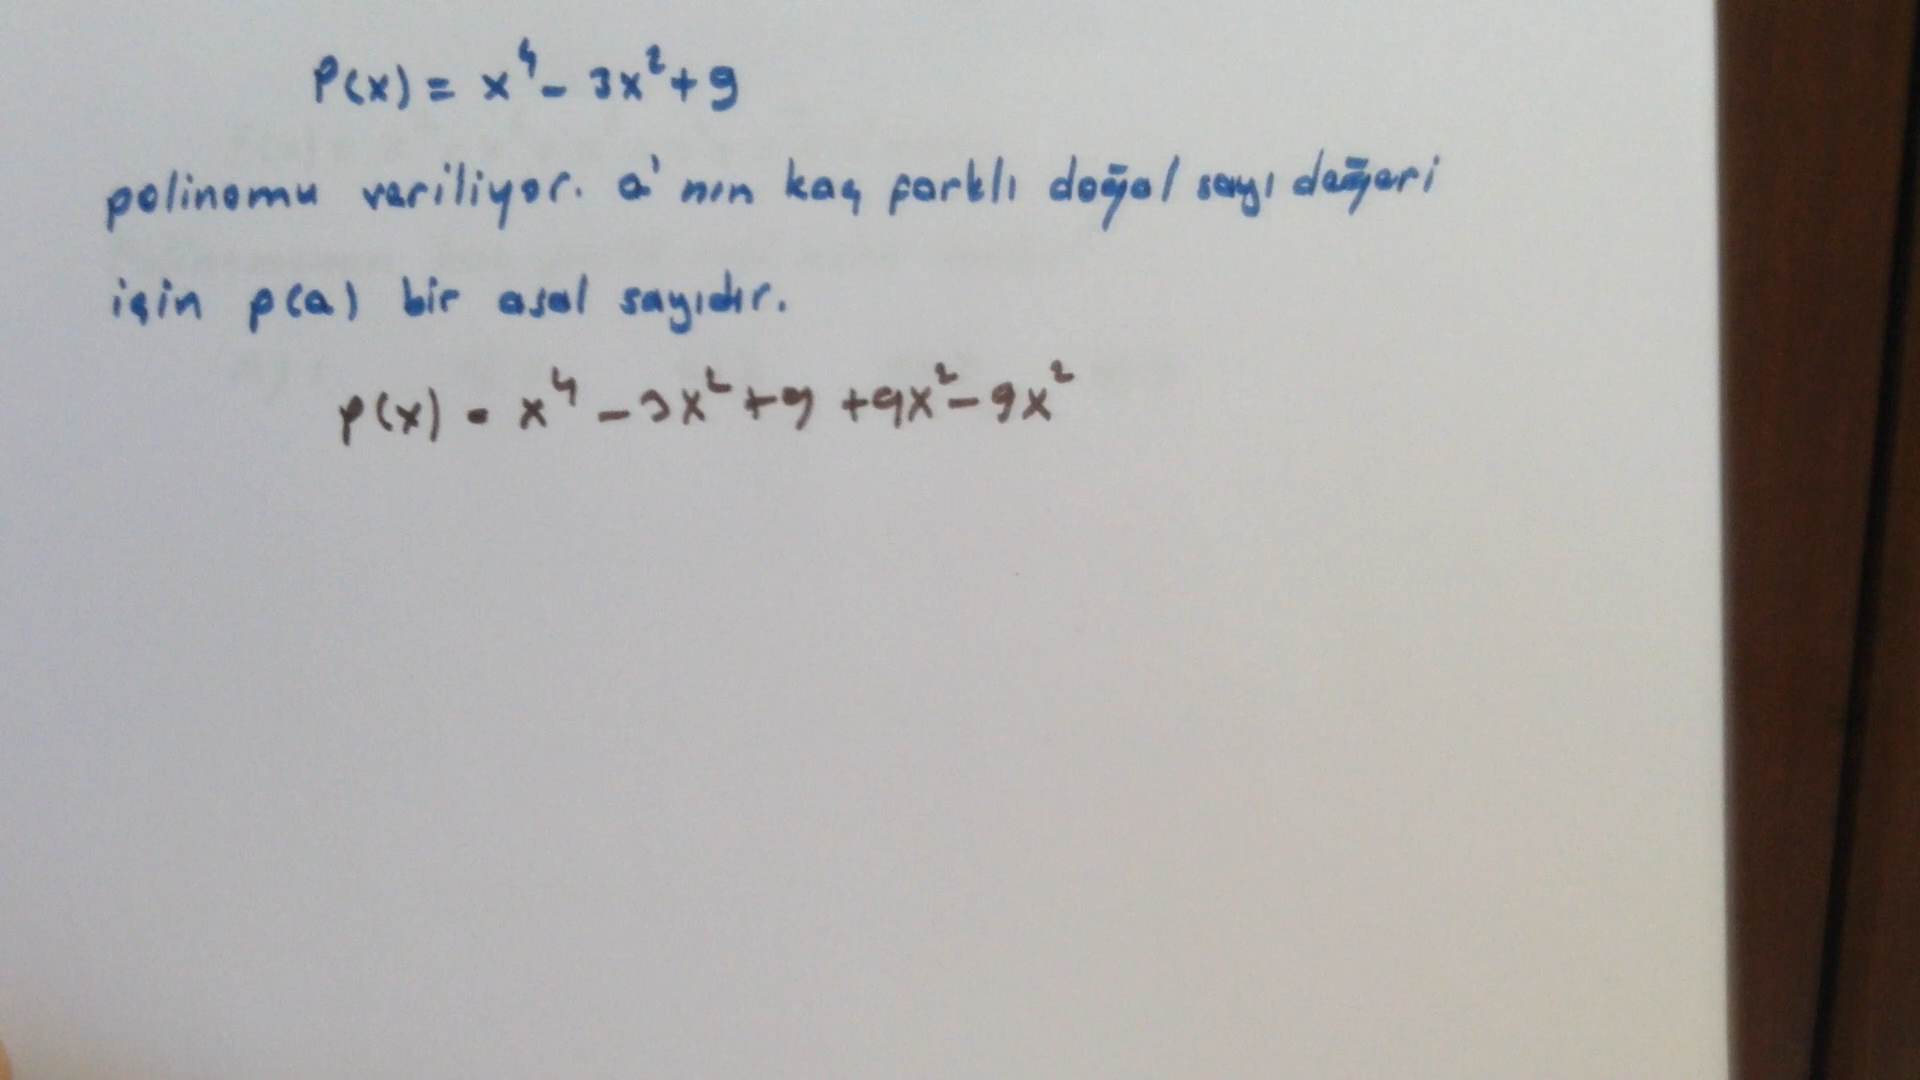 P(x) = x⁴ - 3x² + 9
polinomu veriliyor. a'nın kaç farklı doğal sayı değeri
için p(a) bir asal sayıdır.
p(x) = x⁴ - 3x² + 9 + 9x² - 9x²